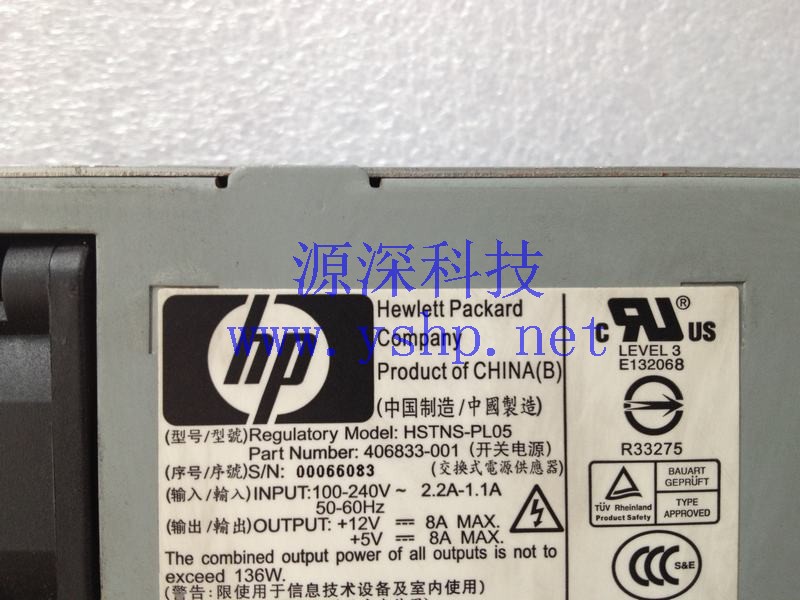 源深科技
www.yshp.net
hp
Hewlett Packard
Company
Product of CHINA(B)
(中国制造/中國製造)
(型号/型號)Regulatory Model: HSTNS-PL05
Part Number: 406833-001 (开关电源)
(序号/序號)S/N: 00066083 (交換式電源供應器)
(输入/輸入)INPUT:100-240V~ 2.2A-1.1A
50-60Hz
(输出/輸出)OUTPUT: +12V ⎓ 8A MAX.
+5V ⎓ 8A MAX.
The combined output power of all outputs is not to
exceed 136W.
(警告: 限使用于信息技术设备及室内使用)
c RU ® US
LEVEL 3
E132068
R33275
TÜV Rheinland
Product Safety
BAUART
GEPRÜFT
TYPE
APPROVED
CCC S&E